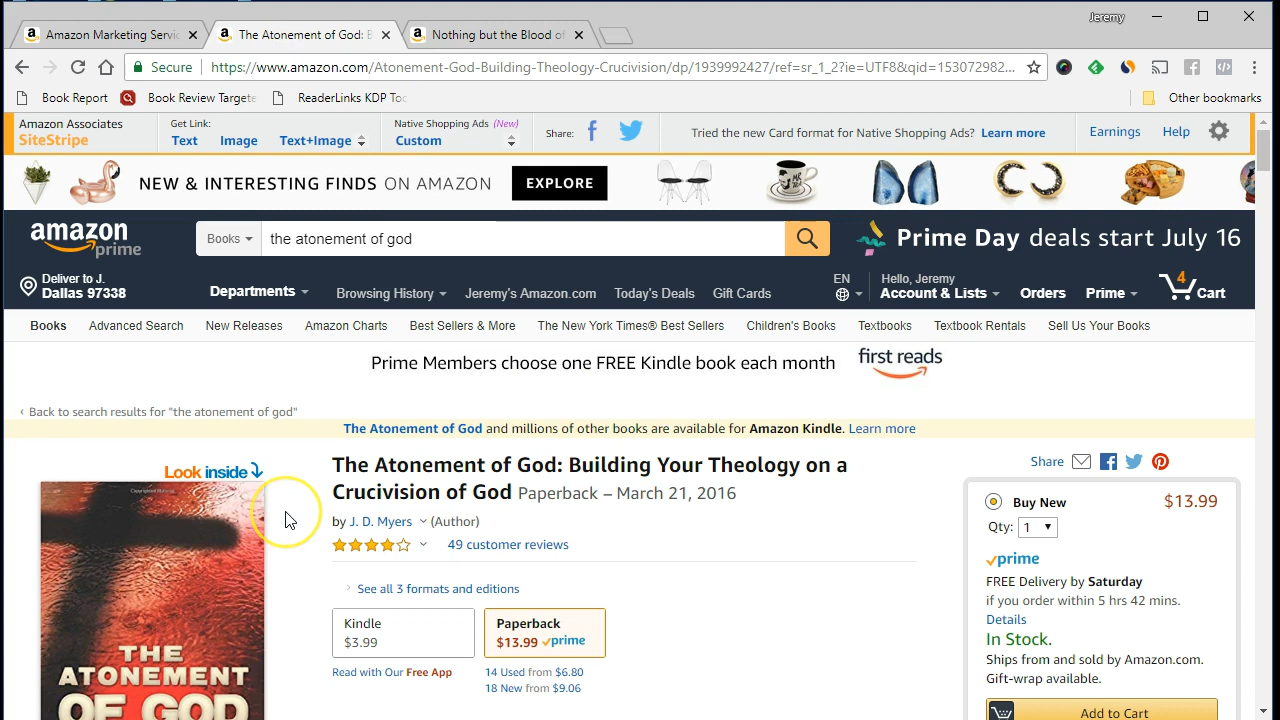 Jeremy
Amazon Marketing Servic
The Atonement of God: B
Nothing but the Blood of
Secure https://www.amazon.com/Atonement-God-Building-Theology-Crucivision/dp/1939992427/ref=sr_1_2?ie=UTF8&qid=153072982...
Book Report Book Review Targete ReaderLinks KDP Too Other bookmarks
Amazon Associates
SiteStripe
Get Link:
Text Image Text+Image
Native Shopping Ads (New)
Custom
Share:
Tried the new Card format for Native Shopping Ads? Learn more
Earnings Help
NEW & INTERESTING FINDS ON AMAZON EXPLORE
amazon prime
Books the atonement of god
Prime Day deals start July 16
Deliver to J.
Dallas 97338
Departments Browsing History Jeremy's Amazon.com Today's Deals Gift Cards
EN
Hello, Jeremy
Account & Lists Orders Prime 4 Cart
Books Advanced Search New Releases Amazon Charts Best Sellers & More The New York Times® Best Sellers Children's Books Textbooks Textbook Rentals Sell Us Your Books
Prime Members choose one FREE Kindle book each month first reads
‹ Back to search results for "the atonement of god"
The Atonement of God and millions of other books are available for Amazon Kindle. Learn more
Look inside
THE
ATONEMENT
OF GOD
The Atonement of God: Building Your Theology on a
Crucivision of God Paperback – March 21, 2016
by J. D. Myers (Author)
49 customer reviews
See all 3 formats and editions
Kindle
$3.99
Paperback
$13.99 prime
Read with Our Free App
14 Used from $6.80
18 New from $9.06
Share
Buy New $13.99
Qty: 1
prime
FREE Delivery by Saturday
if you order within 5 hrs 42 mins.
Details
In Stock.
Ships from and sold by Amazon.com.
Gift-wrap available.
Add to Cart